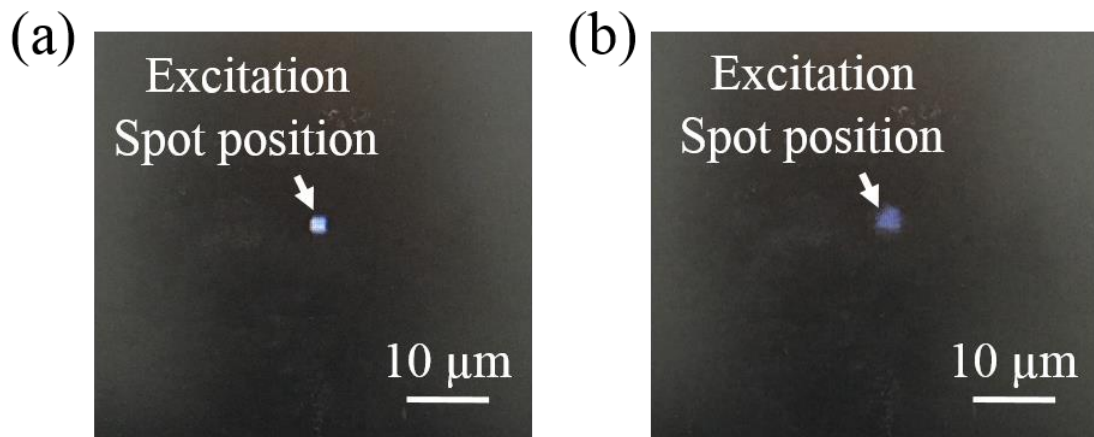 (a)
Excitation
Spot position
10 μm
(b)
Excitation
Spot position
10 μm